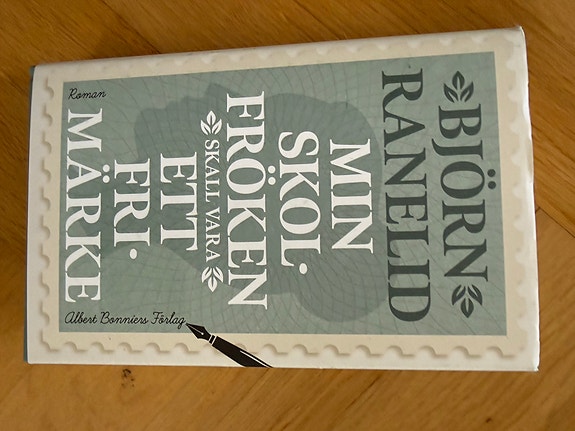 BJÖRN
RANELID
MIN
SKOL.
FRÖKEN
SKALL VARA
ETT
FRI.
MÄRKE
Roman
Albert Bonniers Förlag